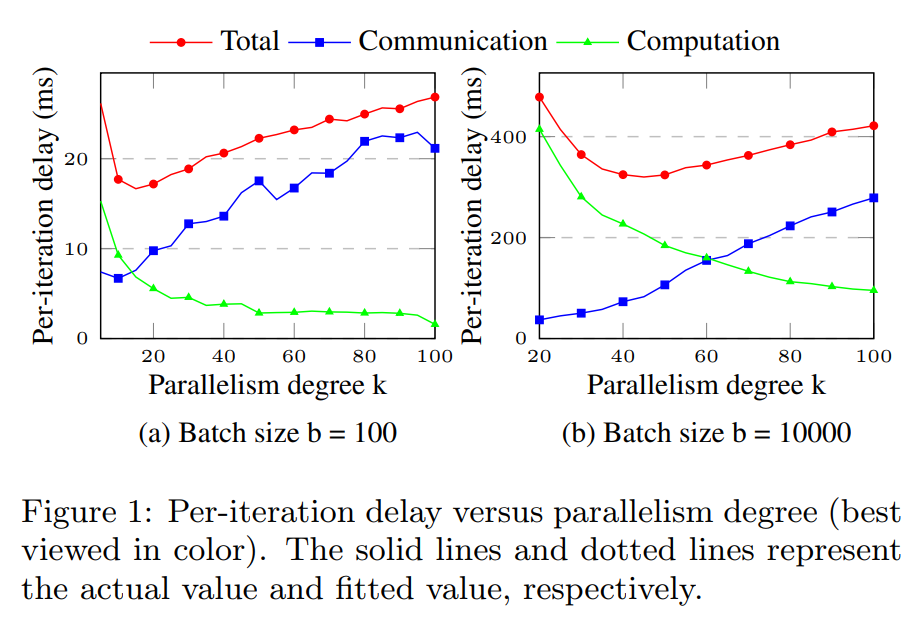 Total Communication Computation
Per-iteration delay (ms)
20
10
0
20 40 60 80 100
Parallelism degree k
(a) Batch size b = 100
Per-iteration delay (ms)
400
200
0
20 40 60 80 100
Parallelism degree k
(b) Batch size b = 10000
Figure 1: Per-iteration delay versus parallelism degree (best
viewed in color). The solid lines and dotted lines represent
the actual value and fitted value, respectively.